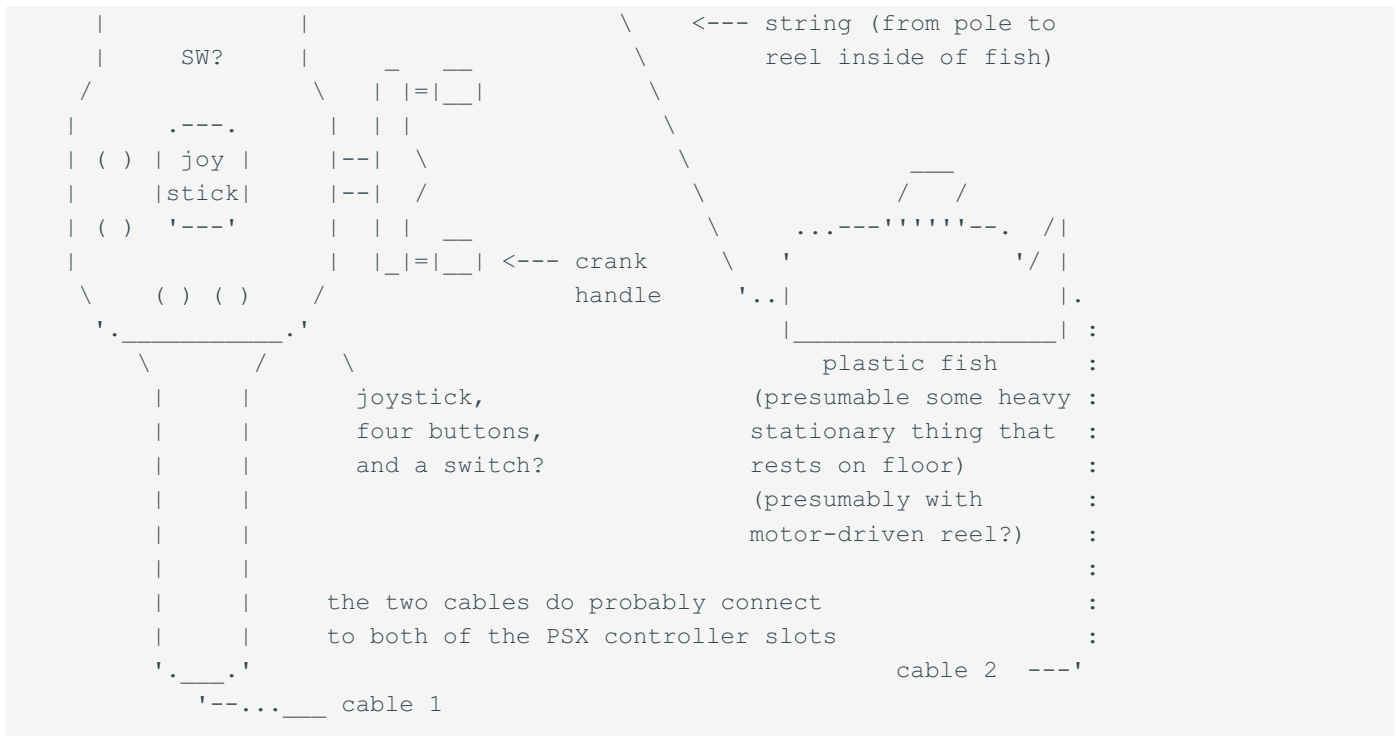 <--- string (from pole to
SW? reel inside of fish)
( ) joy
stick
( )
<--- crank
( ) ( ) handle
plastic fish
joystick, (presumable some heavy
four buttons, stationary thing that
and a switch? rests on floor)
(presumably with
motor-driven reel?)
the two cables do probably connect
to both of the PSX controller slots
cable 2 ---'
'--...___ cable 1